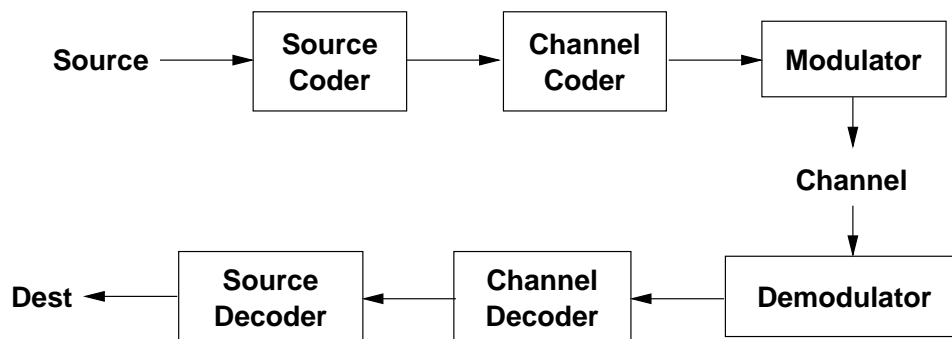 Source
Source
Coder
Channel
Coder
Modulator
Channel
Dest
Source
Decoder
Channel
Decoder
Demodulator